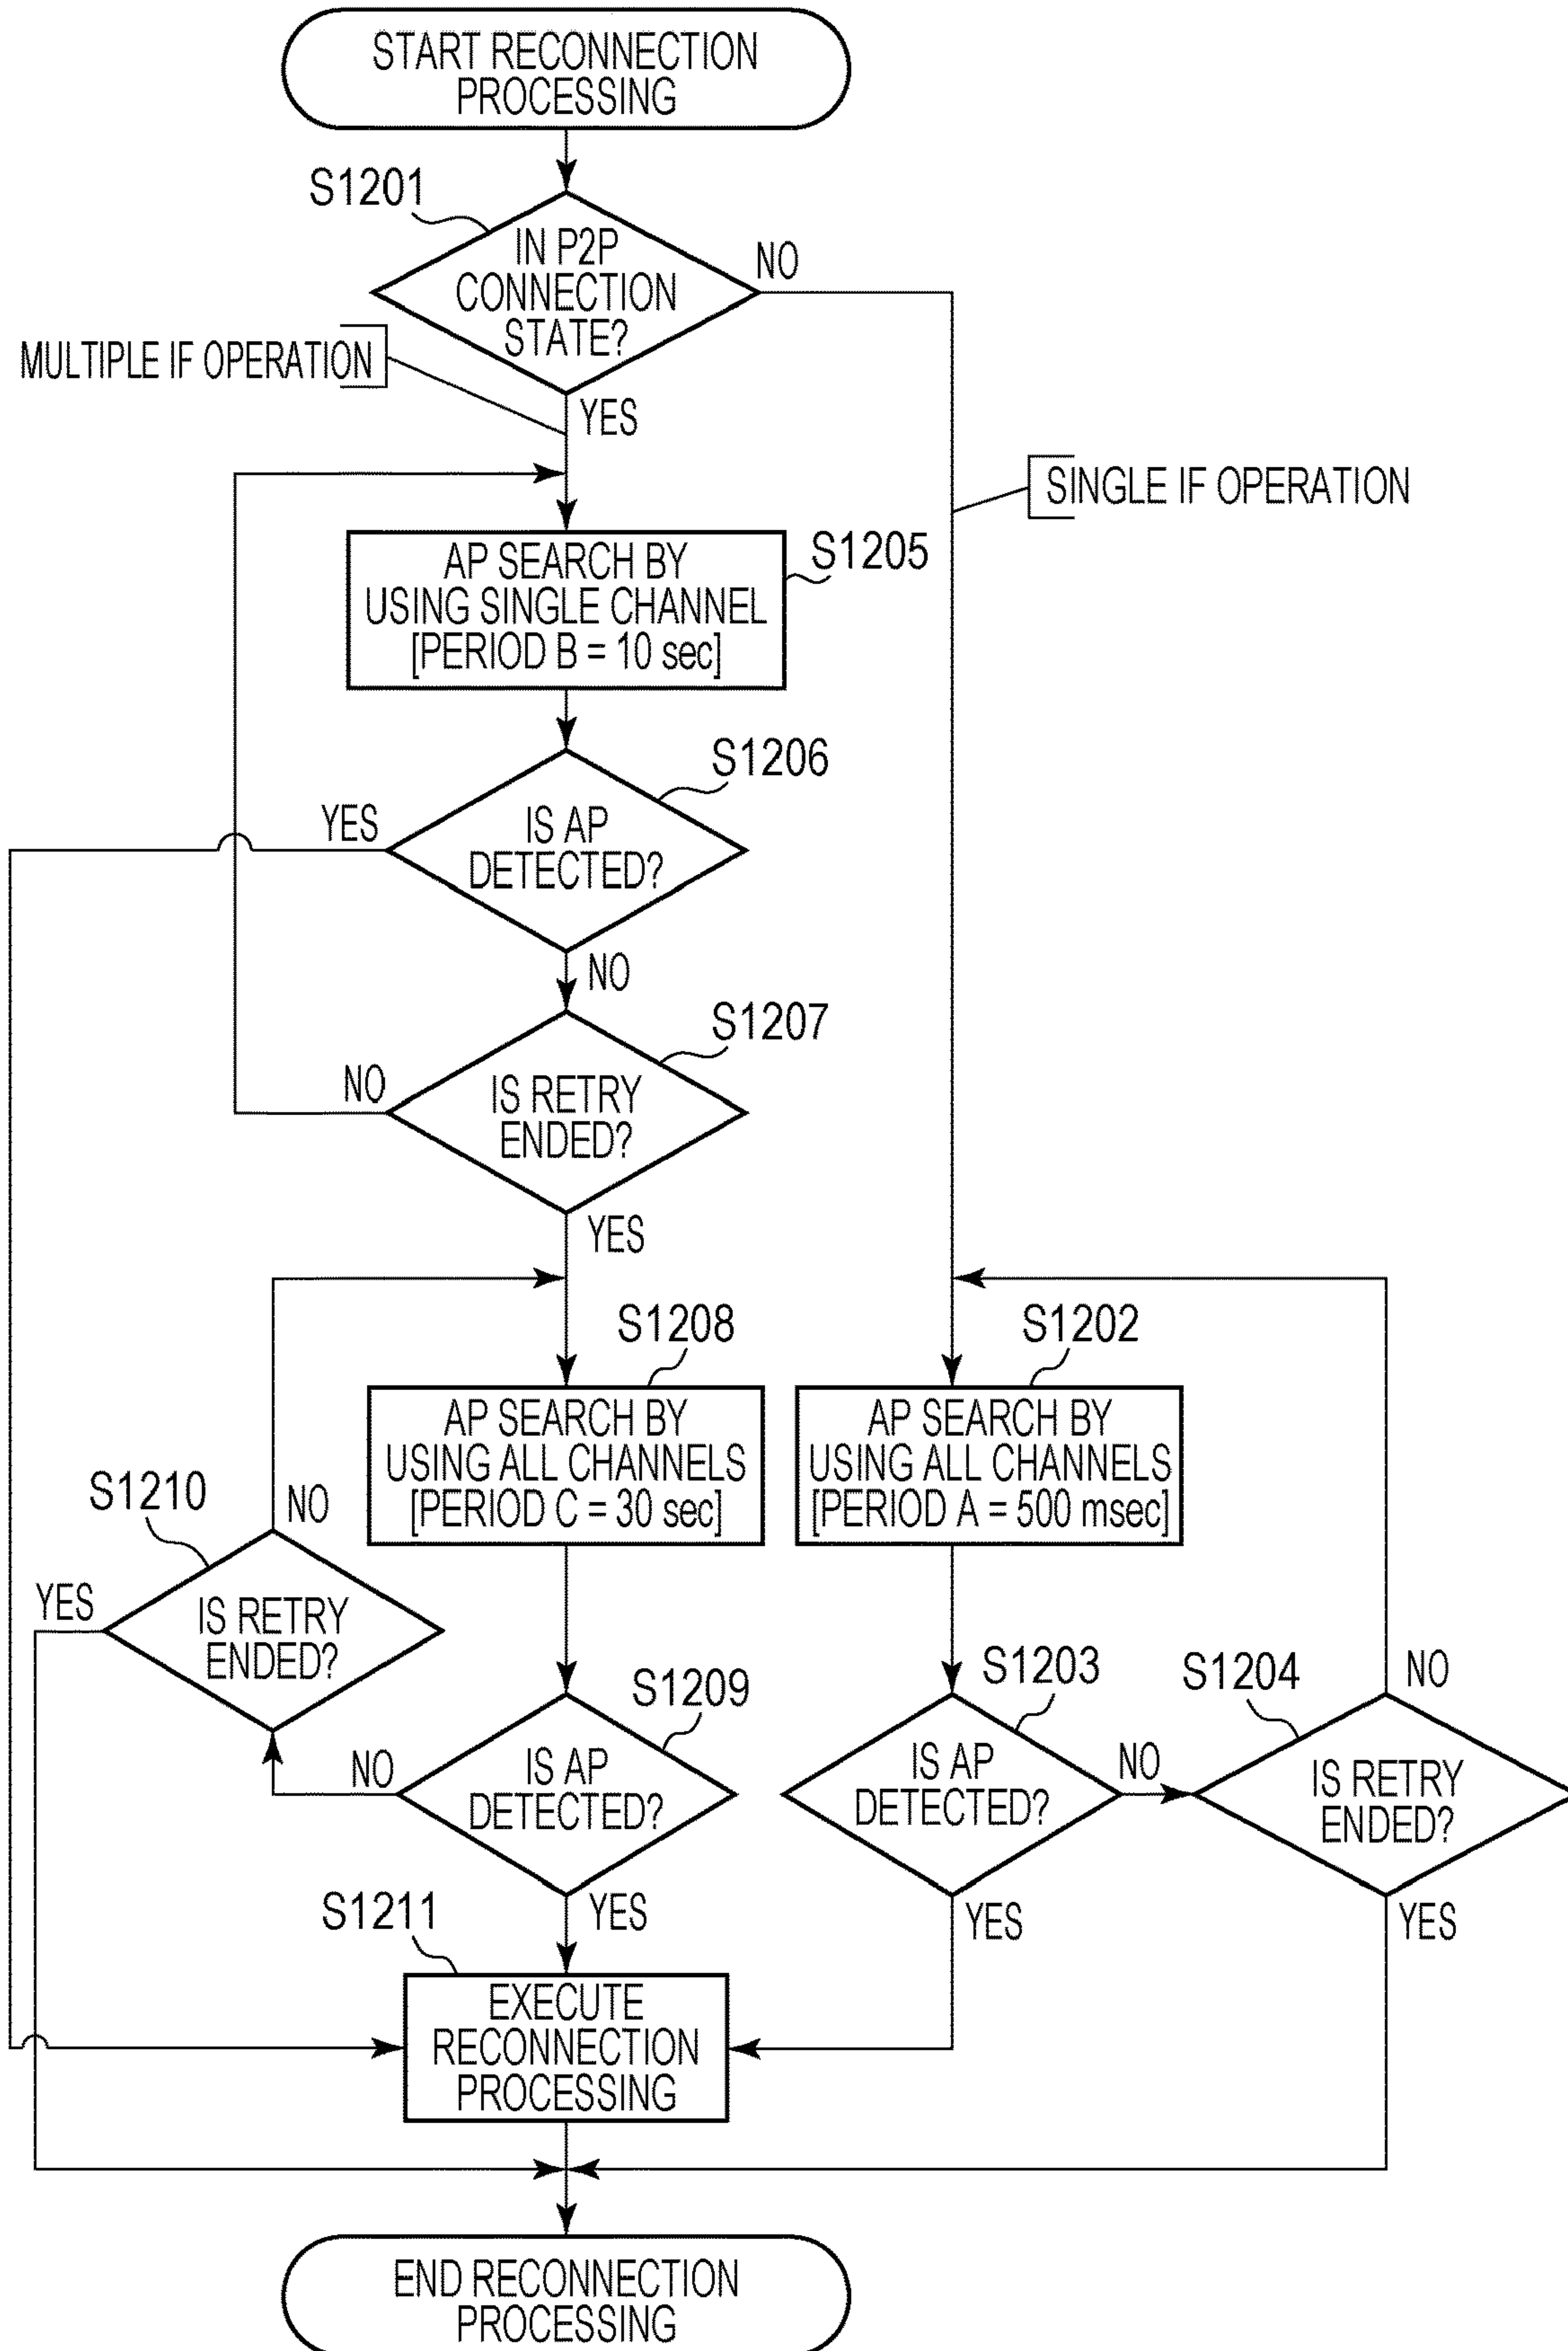 START RECONNECTION
PROCESSING
S1201
IN P2P
CONNECTION
STATE?
NO
MULTIPLE IF OPERATION
YES
SINGLE IF OPERATION
AP SEARCH BY
USING SINGLE CHANNEL
[PERIOD B = 10 sec]
S1205
S1206
YES
IS AP
DETECTED?
NO
S1207
NO
IS RETRY
ENDED?
YES
S1208
S1202
AP SEARCH BY
USING ALL CHANNELS
[PERIOD C = 30 sec]
AP SEARCH BY
USING ALL CHANNELS
[PERIOD A = 500 msec]
S1210
NO
YES
IS RETRY
ENDED?
S1209
S1203
S1204
NO
NO
IS AP
DETECTED?
NO
IS AP
DETECTED?
IS RETRY
ENDED?
S1211
YES
YES
YES
EXECUTE
RECONNECTION
PROCESSING
END RECONNECTION
PROCESSING